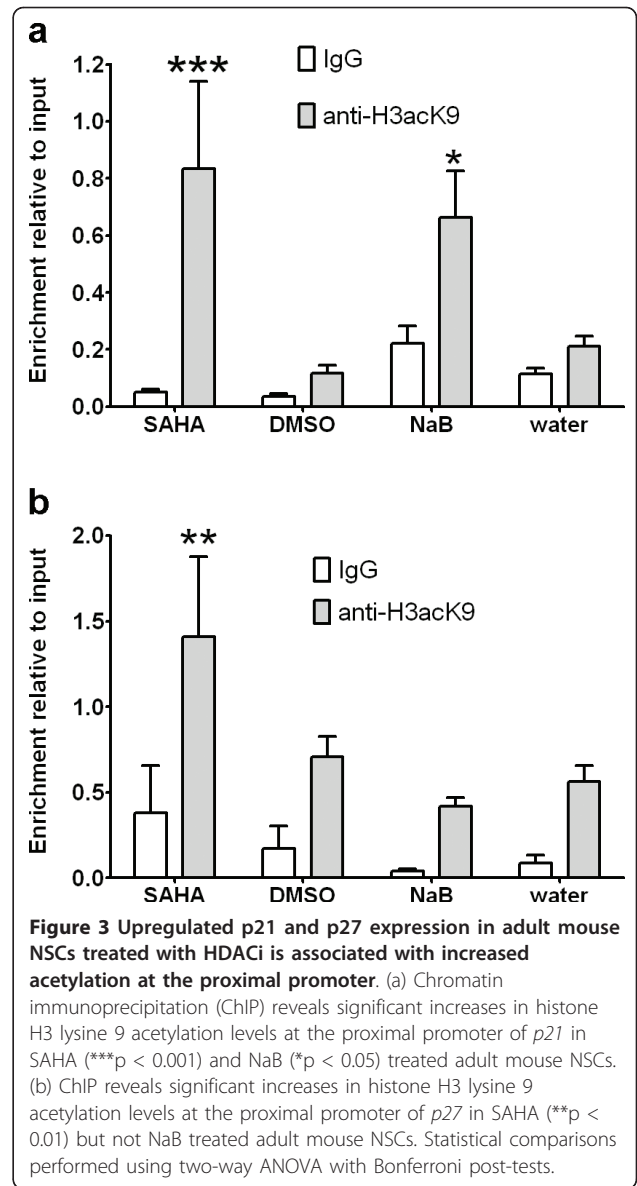 a
***
IgG
anti-H3acK9
*
Enrichment relative to input
1.2
1.0
0.8
0.6
0.4
0.2
0.0
SAHA DMSO NaB water
b
**
IgG
anti-H3acK9
Enrichment relative to input
2.0
1.5
1.0
0.5
0.0
SAHA DMSO NaB water
Figure 3 Upregulated p21 and p27 expression in adult mouse
NSCs treated with HDACi is associated with increased
acetylation at the proximal promoter. (a) Chromatin
immunoprecipitation (ChIP) reveals significant increases in histone
H3 lysine 9 acetylation levels at the proximal promoter of p21 in
SAHA (***p < 0.001) and NaB (*p < 0.05) treated adult mouse NSCs.
(b) ChIP reveals significant increases in histone H3 lysine 9
acetylation levels at the proximal promoter of p27 in SAHA (**p <
0.01) but not NaB treated adult mouse NSCs. Statistical comparisons
performed using two-way ANOVA with Bonferroni post-tests.